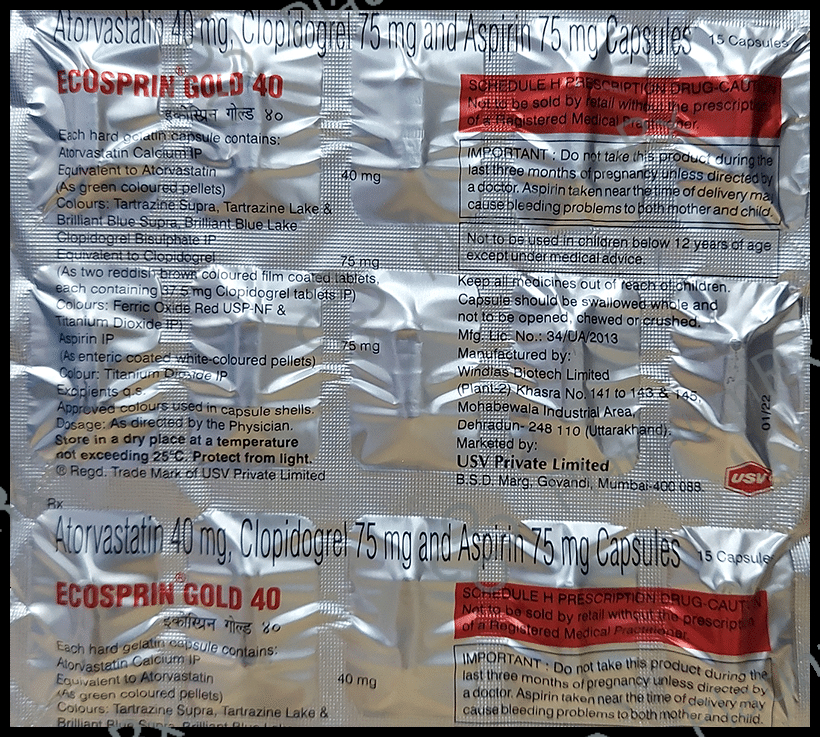 Atorvastatin 40 mg, Clopidogrel 75 mg and Aspirin 75 mg Capsules 15 Capsules
ECOSPRIN® GOLD 40
इकोस्प्रिन गोल्ड ४०
Each hard gelatin capsule contains:
Atorvastatin Calcium IP
Equivalent to Atorvastatin 40 mg
(As green coloured pellets)
Colours: Tartrazine Supra, Tartrazine Lake &
Brilliant Blue Supra, Brilliant Blue Lake
Clopidogrel Bisulphate IP
Equivalent to Clopidogrel 75 mg
(As two reddish brown coloured film coated tablets,
each containing 37.5 mg Clopidogrel tablets IP)
Colours: Ferric Oxide Red USP-NF &
Titanium Dioxide IP)
Aspirin IP 75 mg
(As enteric coated white-coloured pellets)
Colour: Titanium Dioxide IP
Excipients q.s.
Approved colours used in capsule shells.
Dosage: As directed by the Physician.
Store in a dry place at a temperature
not exceeding 25°C. Protect from light.
® Regd. Trade Mark of USV Private Limited
SCHEDULE H PRESCRIPTION DRUG-CAUTION
Not to be sold by retail without the prescription
of a Registered Medical Practitioner.
IMPORTANT : Do not take this product during the
last three months of pregnancy unless directed by
a doctor. Aspirin taken near the time of delivery may
cause bleeding problems to both mother and child.
Not to be used in children below 12 years of age
except under medical advice.
Keep all medicines out of reach of children.
Capsule should be swallowed whole and
not to be opened, chewed or crushed.
Mfg. Lic. No.: 34/UA/2013
Manufactured by:
Windlas Biotech Limited
(Plant-2) Khasra No. 141 to 143 & 145,
Mohabewala Industrial Area,
Dehradun- 248 110 (Uttarakhand).
Marketed by:
USV Private Limited
B.S.D. Marg, Govandi, Mumbai-400 088.
01/22
USV
Rx
Atorvastatin 40 mg, Clopidogrel 75 mg and Aspirin 75 mg Capsules 15 Capsule
ECOSPRIN® GOLD 40
इकोस्प्रिन गोल्ड ४०
Each hard gelatin capsule contains:
Atorvastatin Calcium IP
Equivalent to Atorvastatin 40 mg
(As green coloured pellets)
Colours: Tartrazine Supra, Tartrazine Lake &
Brilliant Blue Supra, Brilliant Blue Lake
SCHEDULE H PRESCRIPTION DRUG-CAUTION
Not to be sold by retail without the prescription
of a Registered Medical Practitioner.
IMPORTANT : Do not take this product during the
last three months of pregnancy unless directed by
a doctor. Aspirin taken near the time of delivery may
cause bleeding problems to both mother and child.